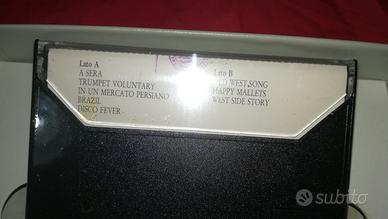 Lato A
A SERA
TRUMPET VOLUNTARY
IN UN MERCATO PERSIANO
BRAZIL
DISCO FEVER
Lato B
WEST SONG
HAPPY MALLETS
WEST SIDE STORY
subito